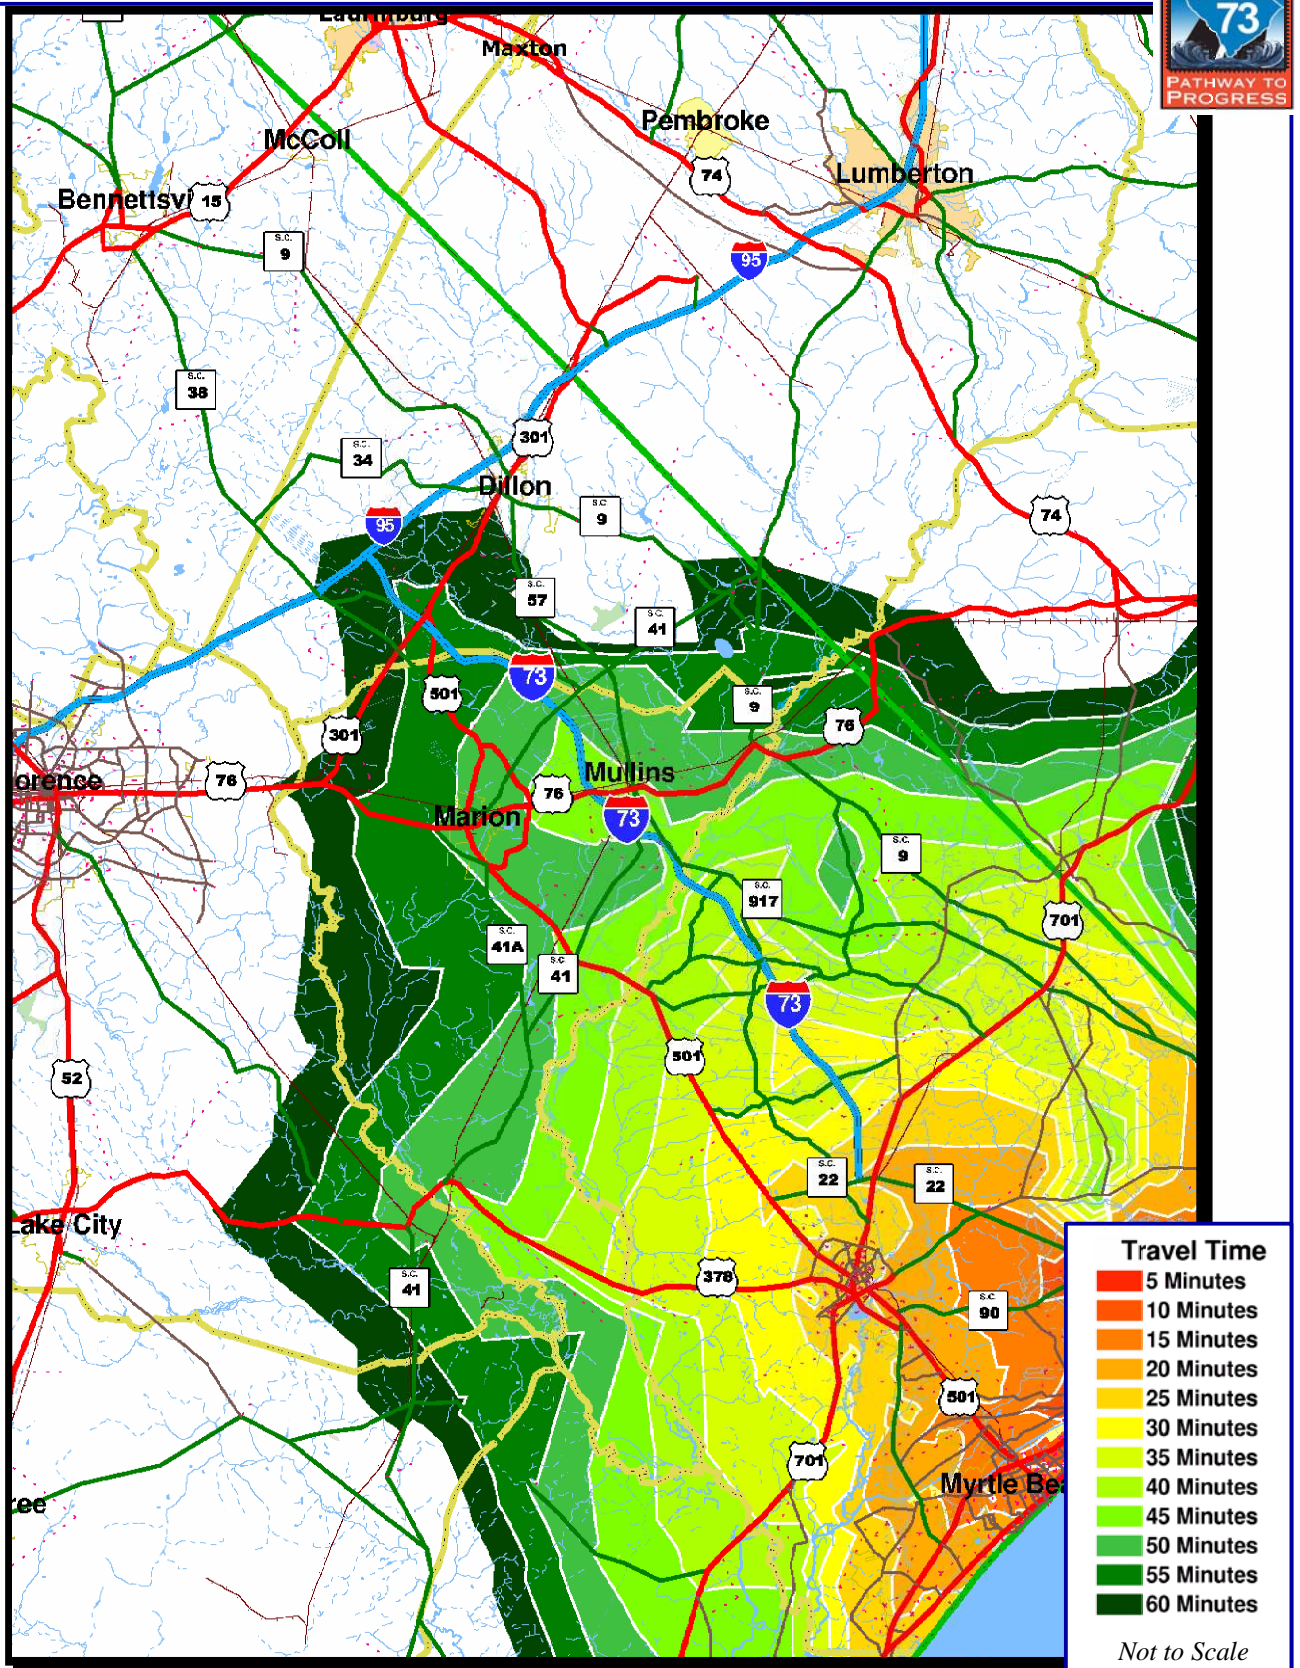 73
PATHWAY TO
PROGRESS
Laurinburg
Maxton
Pembroke
McColl
74
Lumberton
Bennettsvi
15
S.C.
9
95
S.C.
38
301
S.C.
34
Dillon
95
S.C.
9
74
S.C.
57
S.C.
41
73
501
S.C.
9
301
76
orence
76
Mullins
76
Marion
73
S.C.
9
S.C.
917
701
S.C.
41A
S.C.
41
73
501
52
S.C.
22
S.C.
22
Lake City
378
S.C.
41
S.C.
90
501
701
Myrtle Bea
ree
Travel Time
5 Minutes
10 Minutes
15 Minutes
20 Minutes
25 Minutes
30 Minutes
35 Minutes
40 Minutes
45 Minutes
50 Minutes
55 Minutes
60 Minutes
Not to Scale